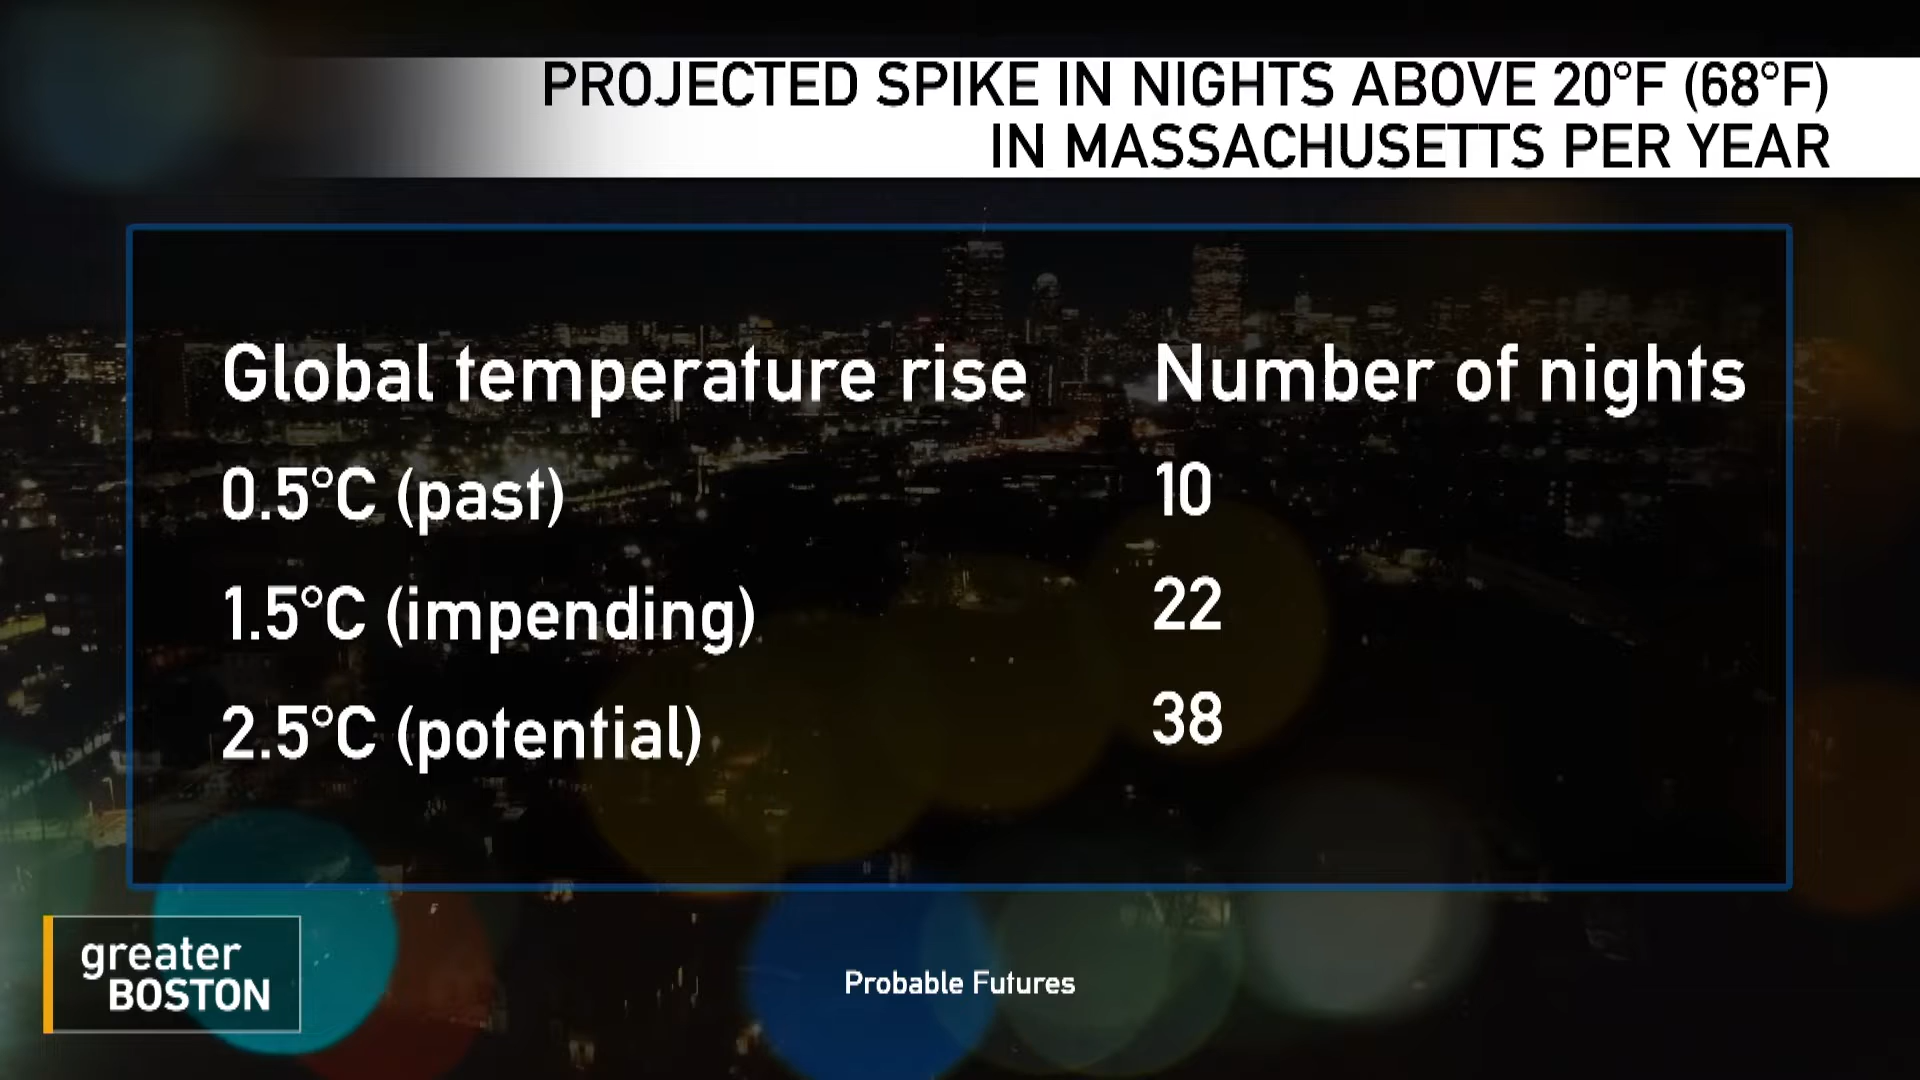 PROJECTED SPIKE IN NIGHTS ABOVE 20°F (68°F)
IN MASSACHUSETTS PER YEAR
Global temperature rise Number of nights
0.5°C (past) 10
1.5°C (impending) 22
2.5°C (potential) 38
greater
BOSTON
Probable Futures